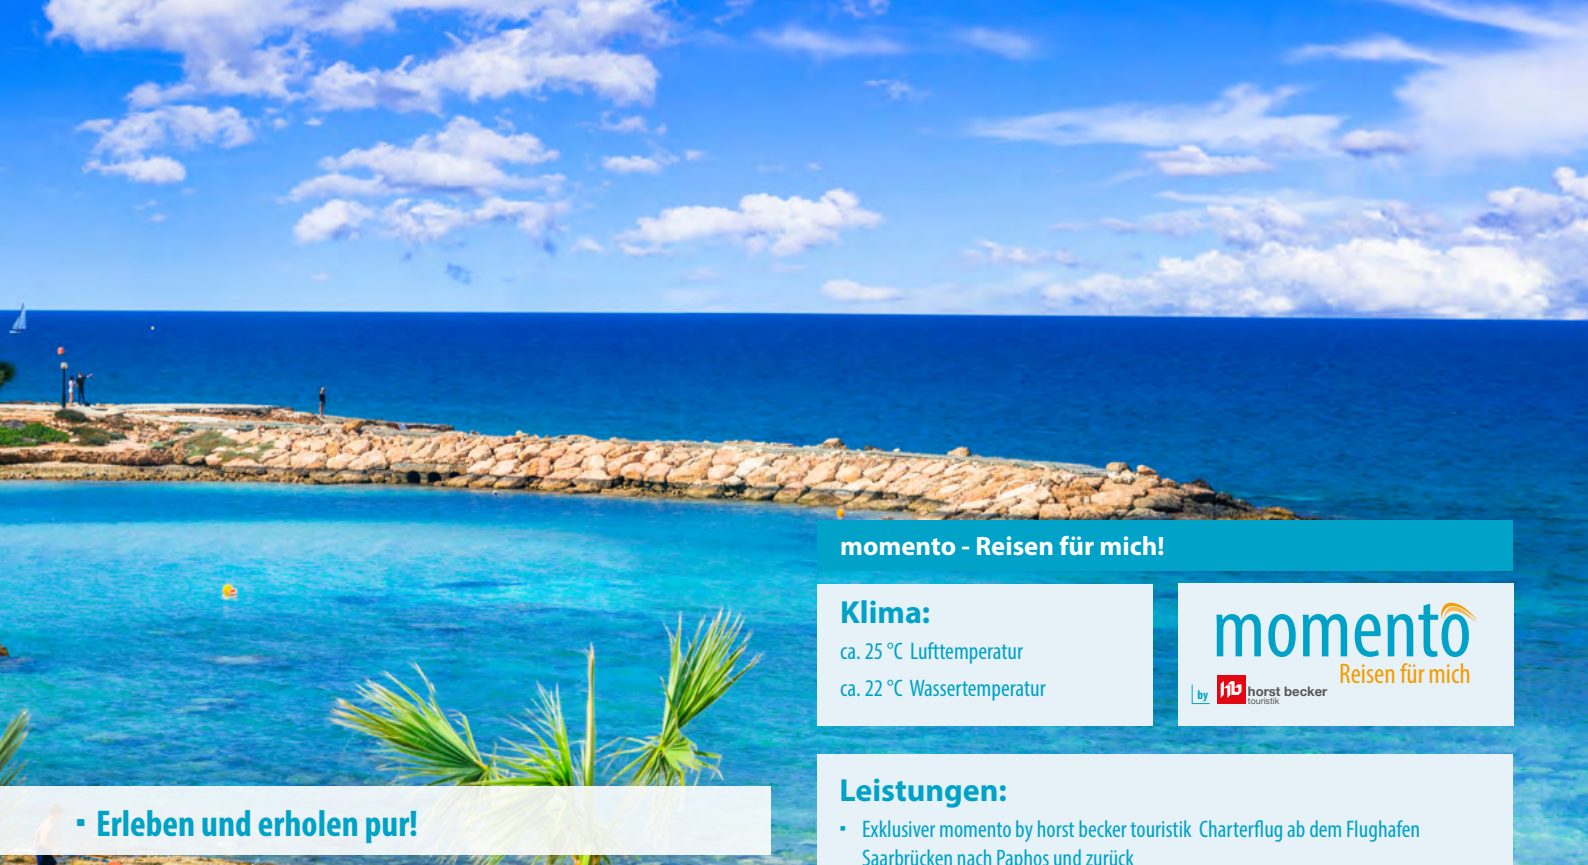 momento - Reisen für mich!
Klima:
ca. 25 °C Lufttemperatur
ca. 22 °C Wassertemperatur
momento
Reisen für mich
by hb horst becker
touristik
▪ Erleben und erholen pur!
Leistungen:
▪ Exklusiver momento by horst becker touristik Charterflug ab dem Flughafen
Saarbrücken nach Paphos und zurück